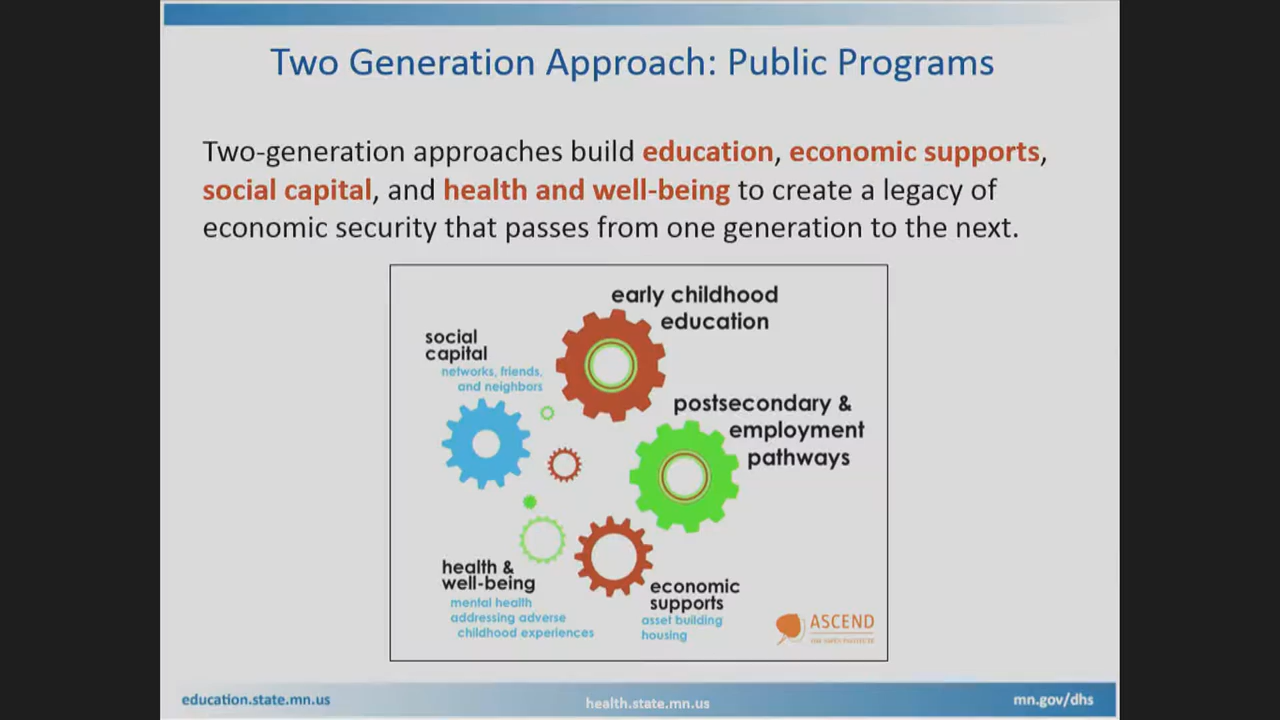 Two Generation Approach: Public Programs
Two-generation approaches build education, economic supports,
social capital, and health and well-being to create a legacy of
economic security that passes from one generation to the next.
early childhood
education
social
capital
networks, friends,
and neighbors
postsecondary &
employment
pathways
health &
well-being
mental health
addressing adverse
childhood experiences
economic
supports
asset building
housing
ASCEND
THE ASPEN INSTITUTE
education.state.mn.us
health.state.mn.us
mn.gov/dhs